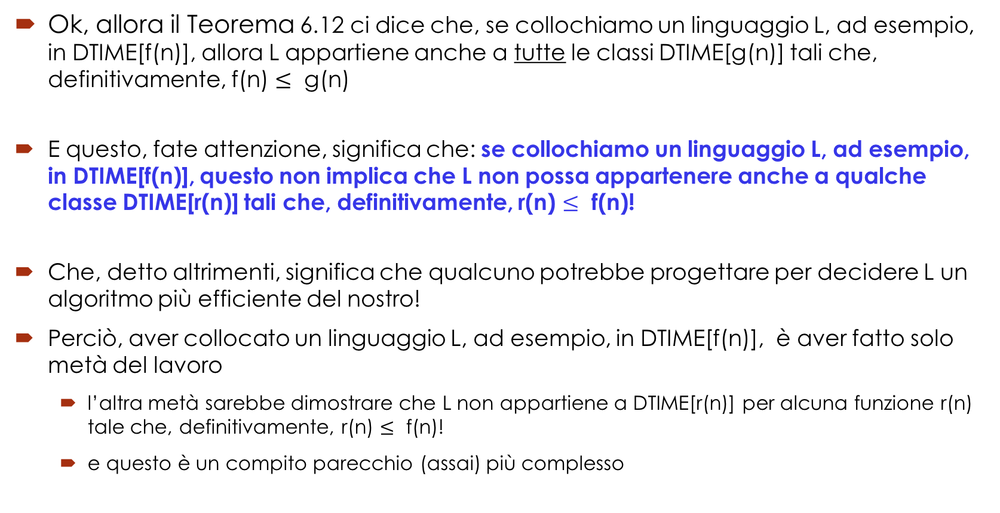 Ok, allora il Teorema 6.12 ci dice che, se collochiamo un linguaggio L, ad esempio,
in DTIME[f(n)], allora L appartiene anche a tutte le classi DTIME[g(n)] tali che,
definitivamente, f(n) ≤ g(n)
E questo, fate attenzione, significa che: se collochiamo un linguaggio L, ad esempio,
in DTIME[f(n)], questo non implica che L non possa appartenere anche a qualche
classe DTIME[r(n)] tali che, definitivamente, r(n) ≤ f(n)!
Che, detto altrimenti, significa che qualcuno potrebbe progettare per decidere L un
algoritmo più efficiente del nostro!
Perciò, aver collocato un linguaggio L, ad esempio, in DTIME[f(n)], è aver fatto solo
metà del lavoro
l’altra metà sarebbe dimostrare che L non appartiene a DTIME[r(n)] per alcuna funzione r(n)
tale che, definitivamente, r(n) ≤ f(n)!
e questo è un compito parecchio (assai) più complesso